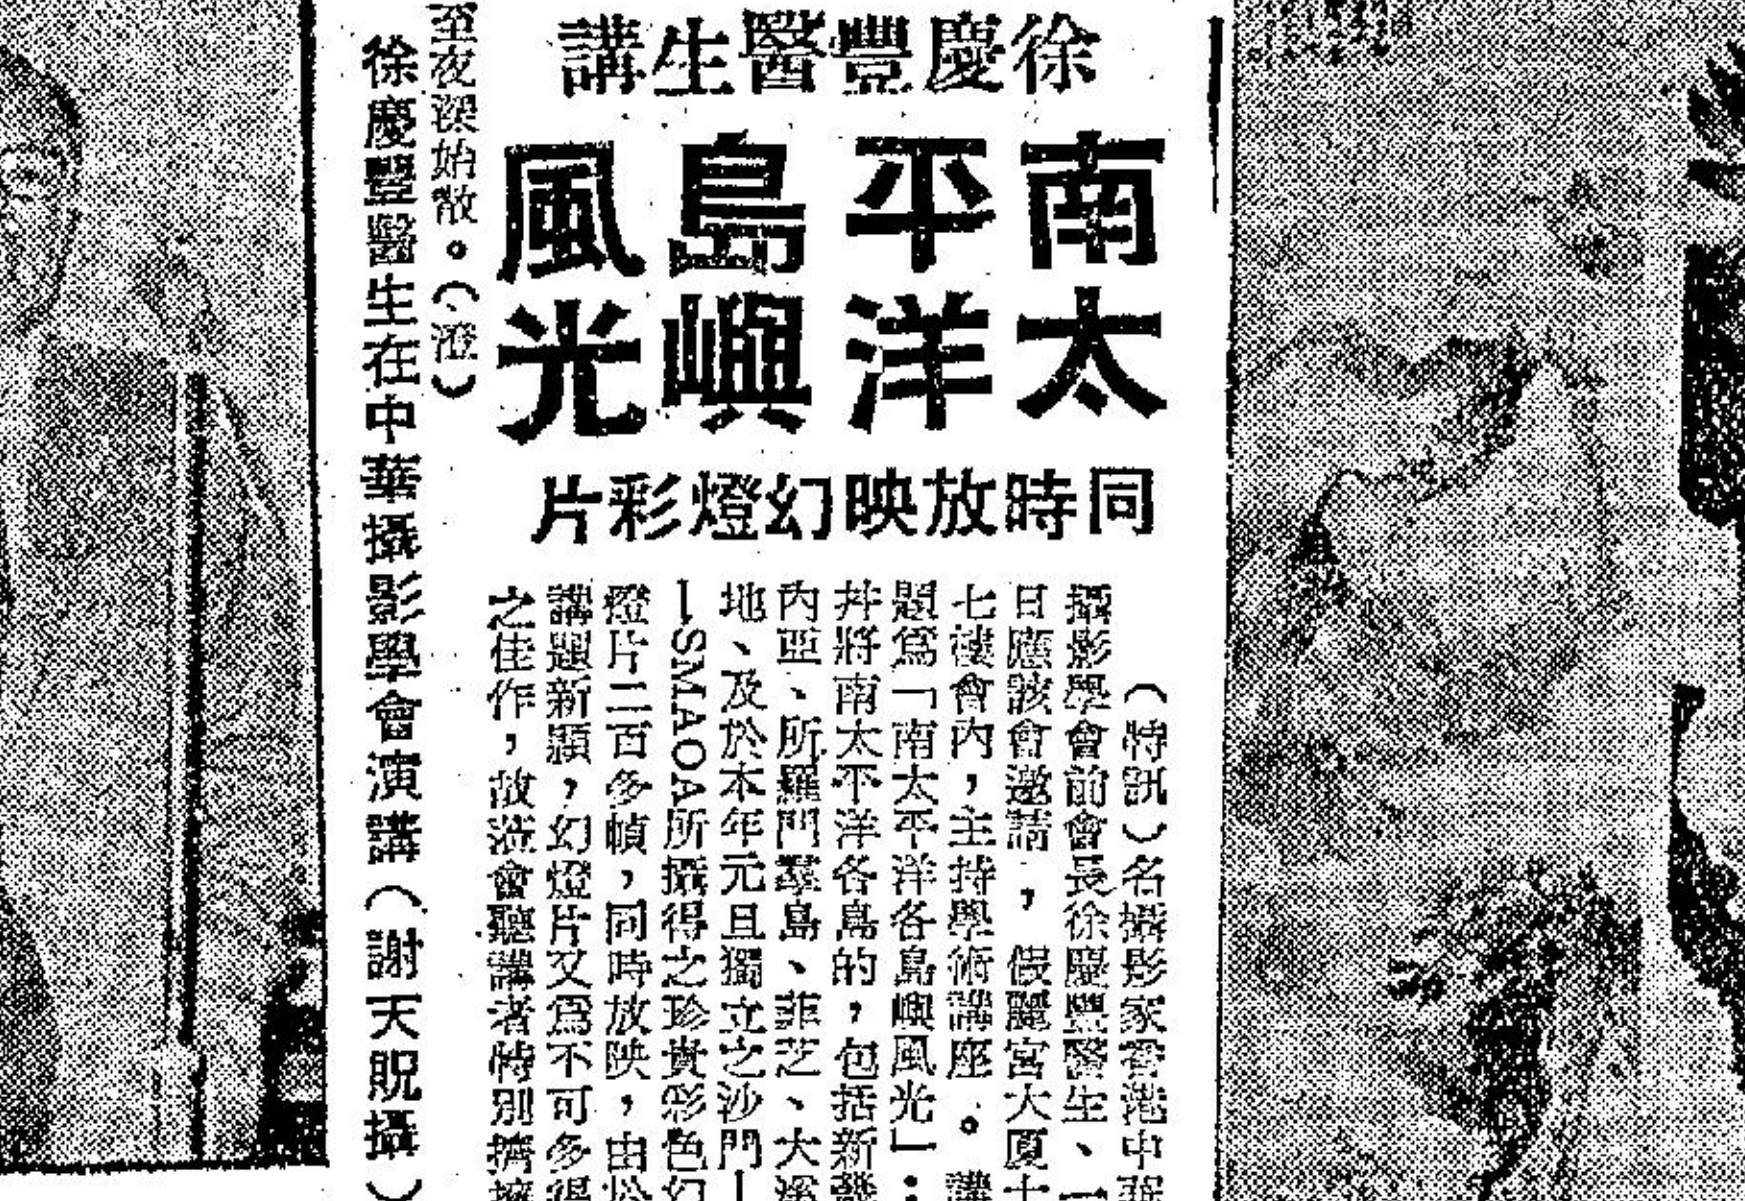 徐慶豐醫生講
南太
平洋
島嶼
風光
同時放映幻燈彩片
（特訊）名攝影家香港中華
攝影學會前會長徐慶豐醫生、一
日應該會邀請，假麗宮大厦十
七樓會內，主持學術講座。講
題爲「南太平洋各島嶼風光」：
幷將南太平洋各島的，包括新幾
內亞、所羅門羣島、菲芝、大溪
地、及於本年元旦獨立之沙門—
—SMAOA所攝得之珍貴彩色幻
燈片二百多幀，同時放映，由於
講題新穎，幻燈片又爲不可多得
之佳作，故蒞會聽講者特別擠擁
至夜深始散。（澄）
徐慶豐醫生在中華攝影學會演講（謝天貺攝）